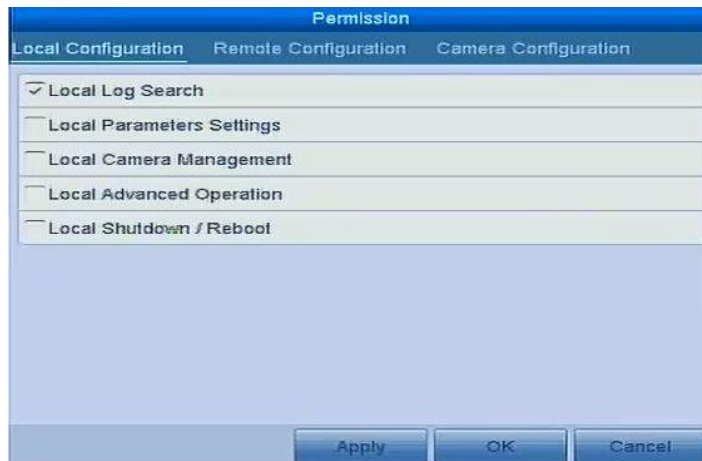 Permission
Local Configuration Remote Configuration Camera Configuration
Local Log Search
Local Parameters Settings
Local Camera Management
Local Advanced Operation
Local Shutdown / Reboot
Apply OK Cancel